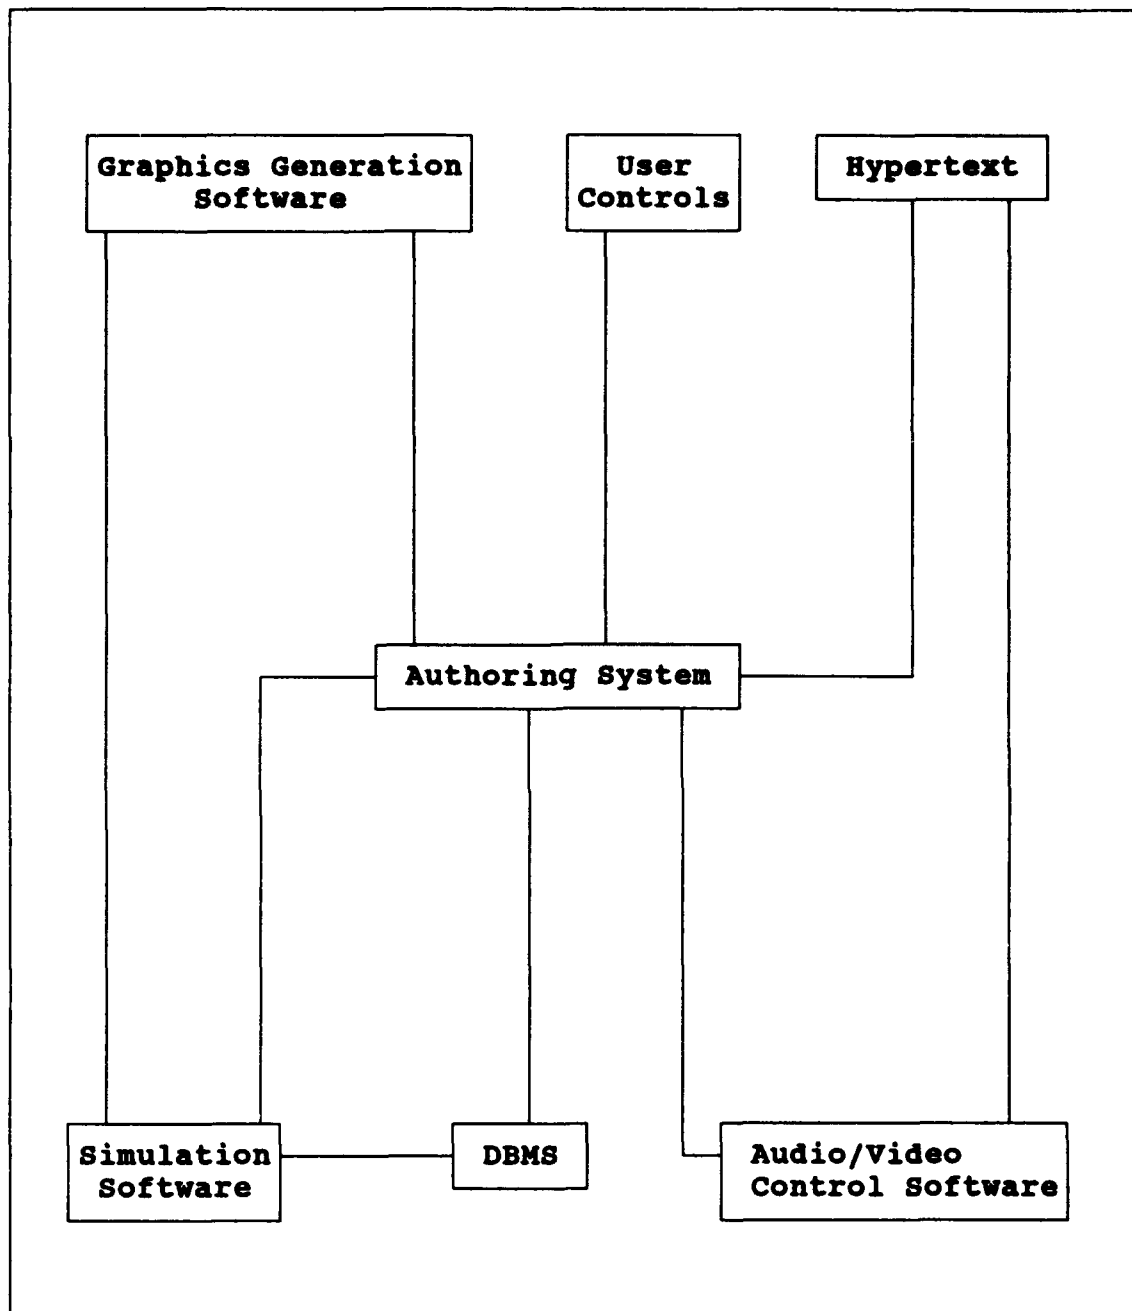 Graphics Generation
Software
User
Controls
Hypertext
Authoring System
Simulation
Software
DBMS
Audio/Video
Control Software